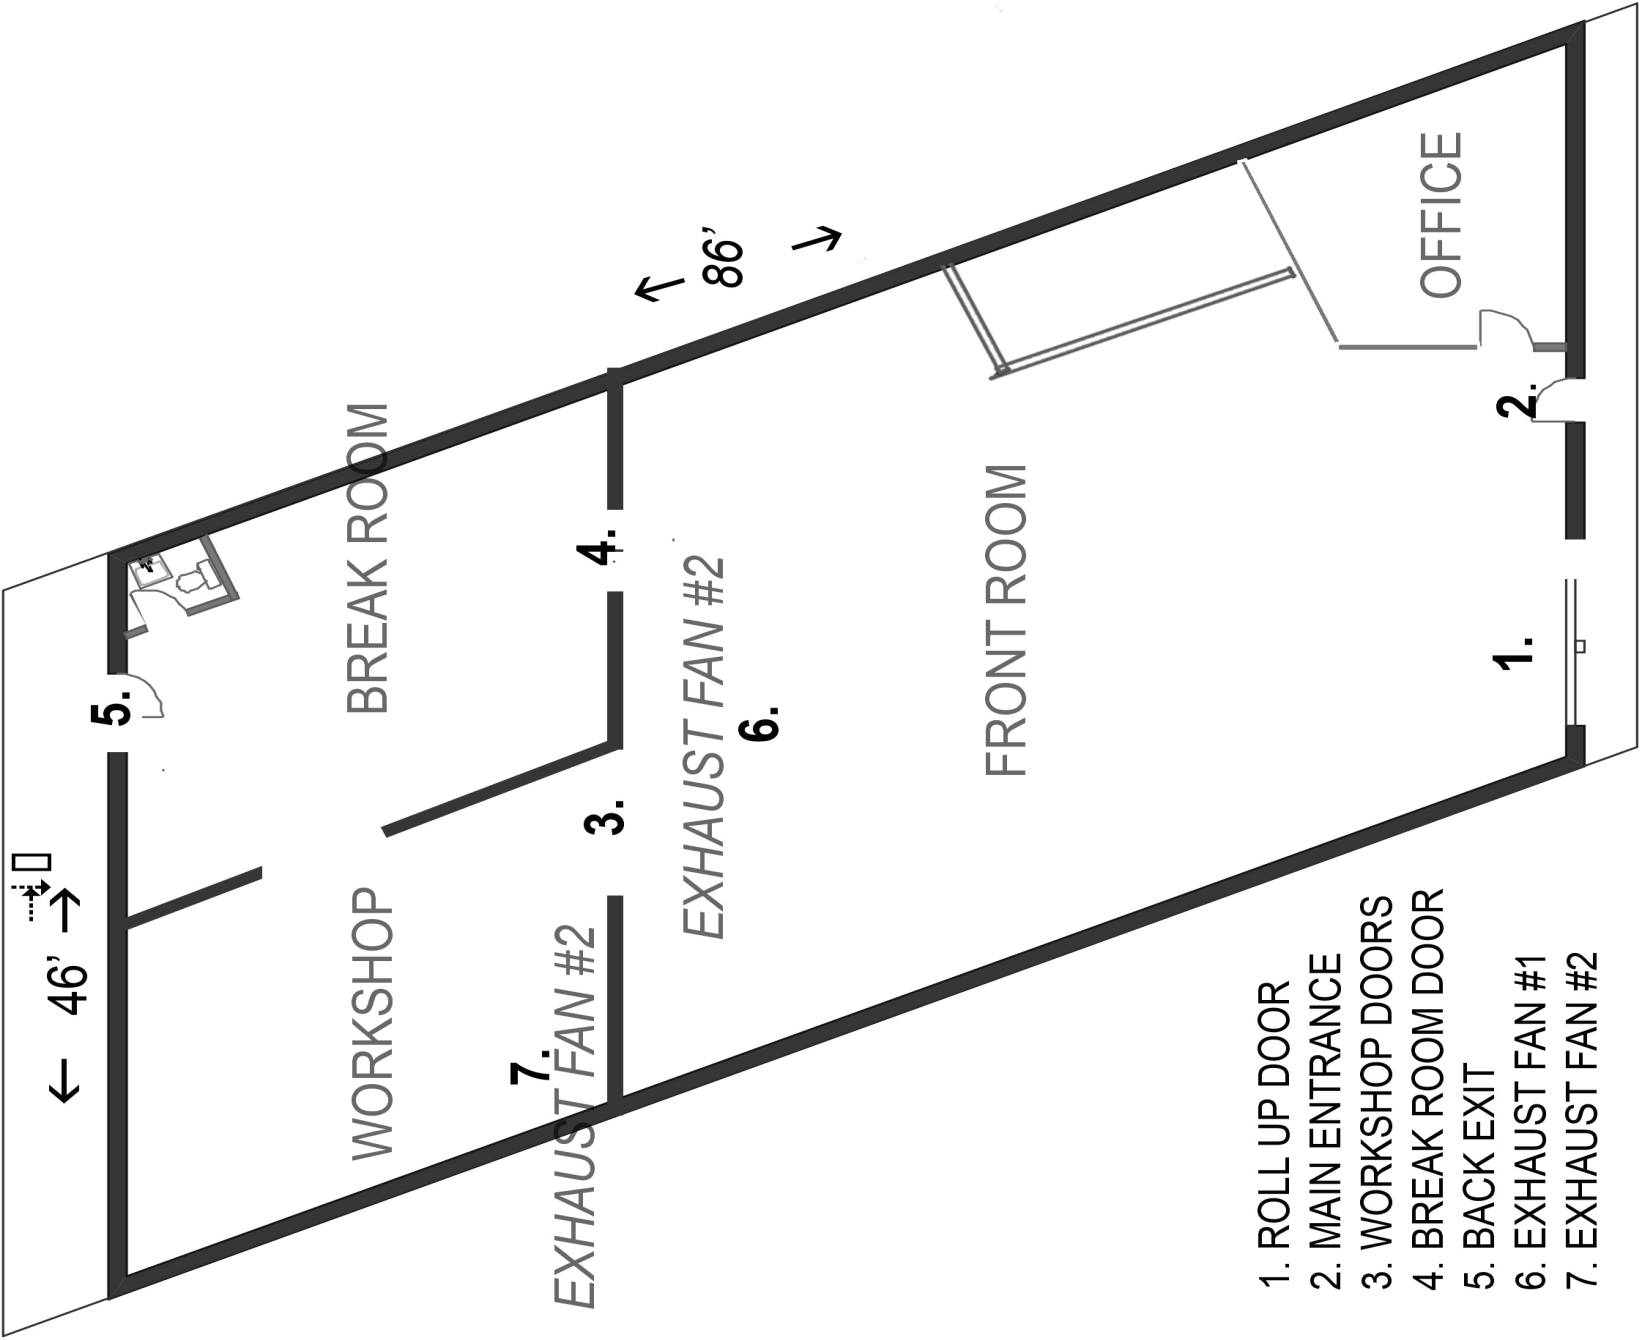 5.
46’
BREAK ROOM
WORKSHOP
86’
4.
3.
7.
EXHAUST FAN #2
EXHAUST FAN #2
6.
FRONT ROOM
OFFICE
2.
1.
1. ROLL UP DOOR
2. MAIN ENTRANCE
3. WORKSHOP DOORS
4. BREAK ROOM DOOR
5. BACK EXIT
6. EXHAUST FAN #1
7. EXHAUST FAN #2